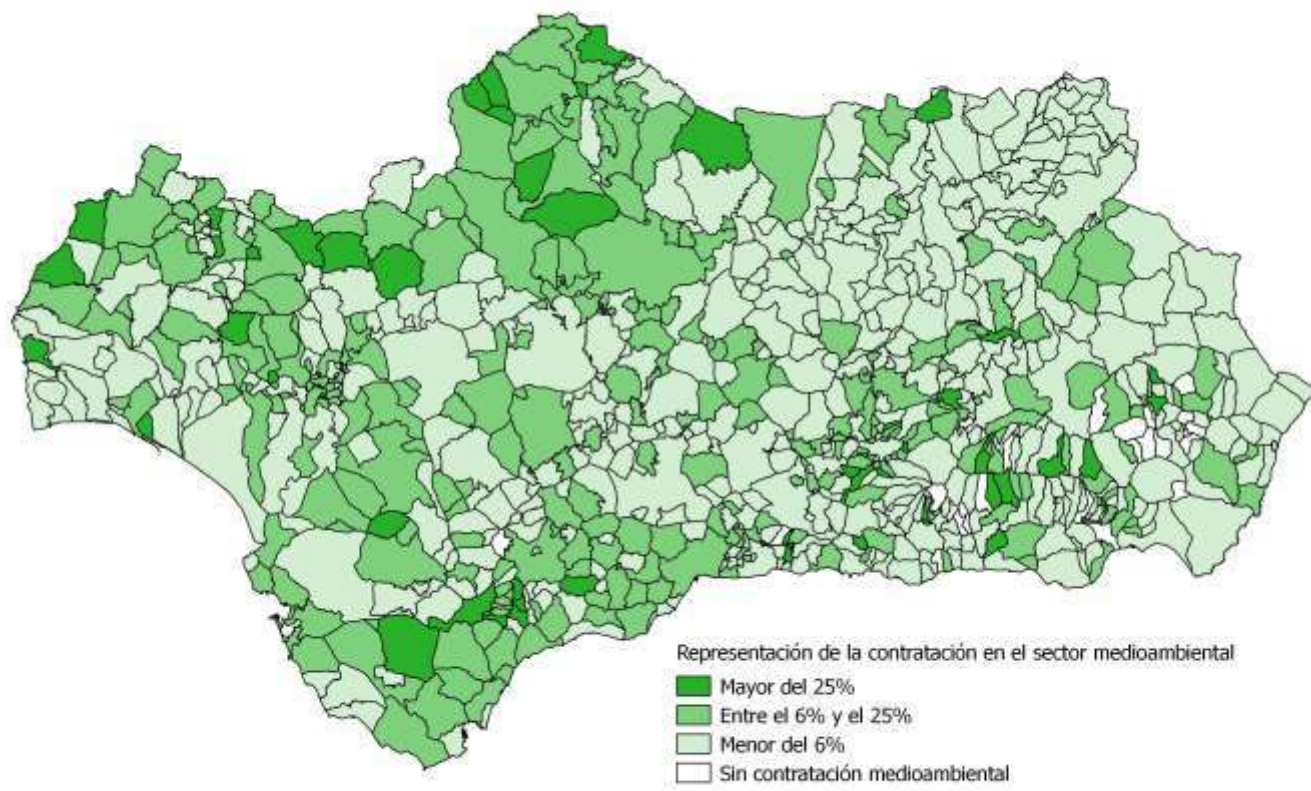 Representación de la contratación en el sector medioambiental
Mayor del 25%
Entre el 6% y el 25%
Menor del 6%
Sin contratación medioambiental